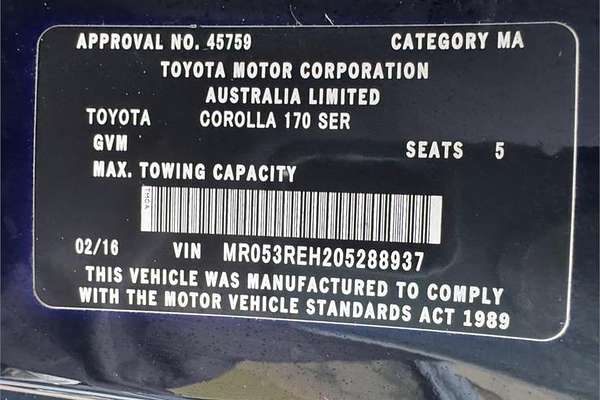 APPROVAL NO. 45759 CATEGORY MA
TOYOTA MOTOR CORPORATION
AUSTRALIA LIMITED
TOYOTA COROLLA 170 SER
GVM SEATS 5
MAX. TOWING CAPACITY
TMCA
02/16 VIN MR053REH205288937
THIS VEHICLE WAS MANUFACTURED TO COMPLY
WITH THE MOTOR VEHICLE STANDARDS ACT 1989